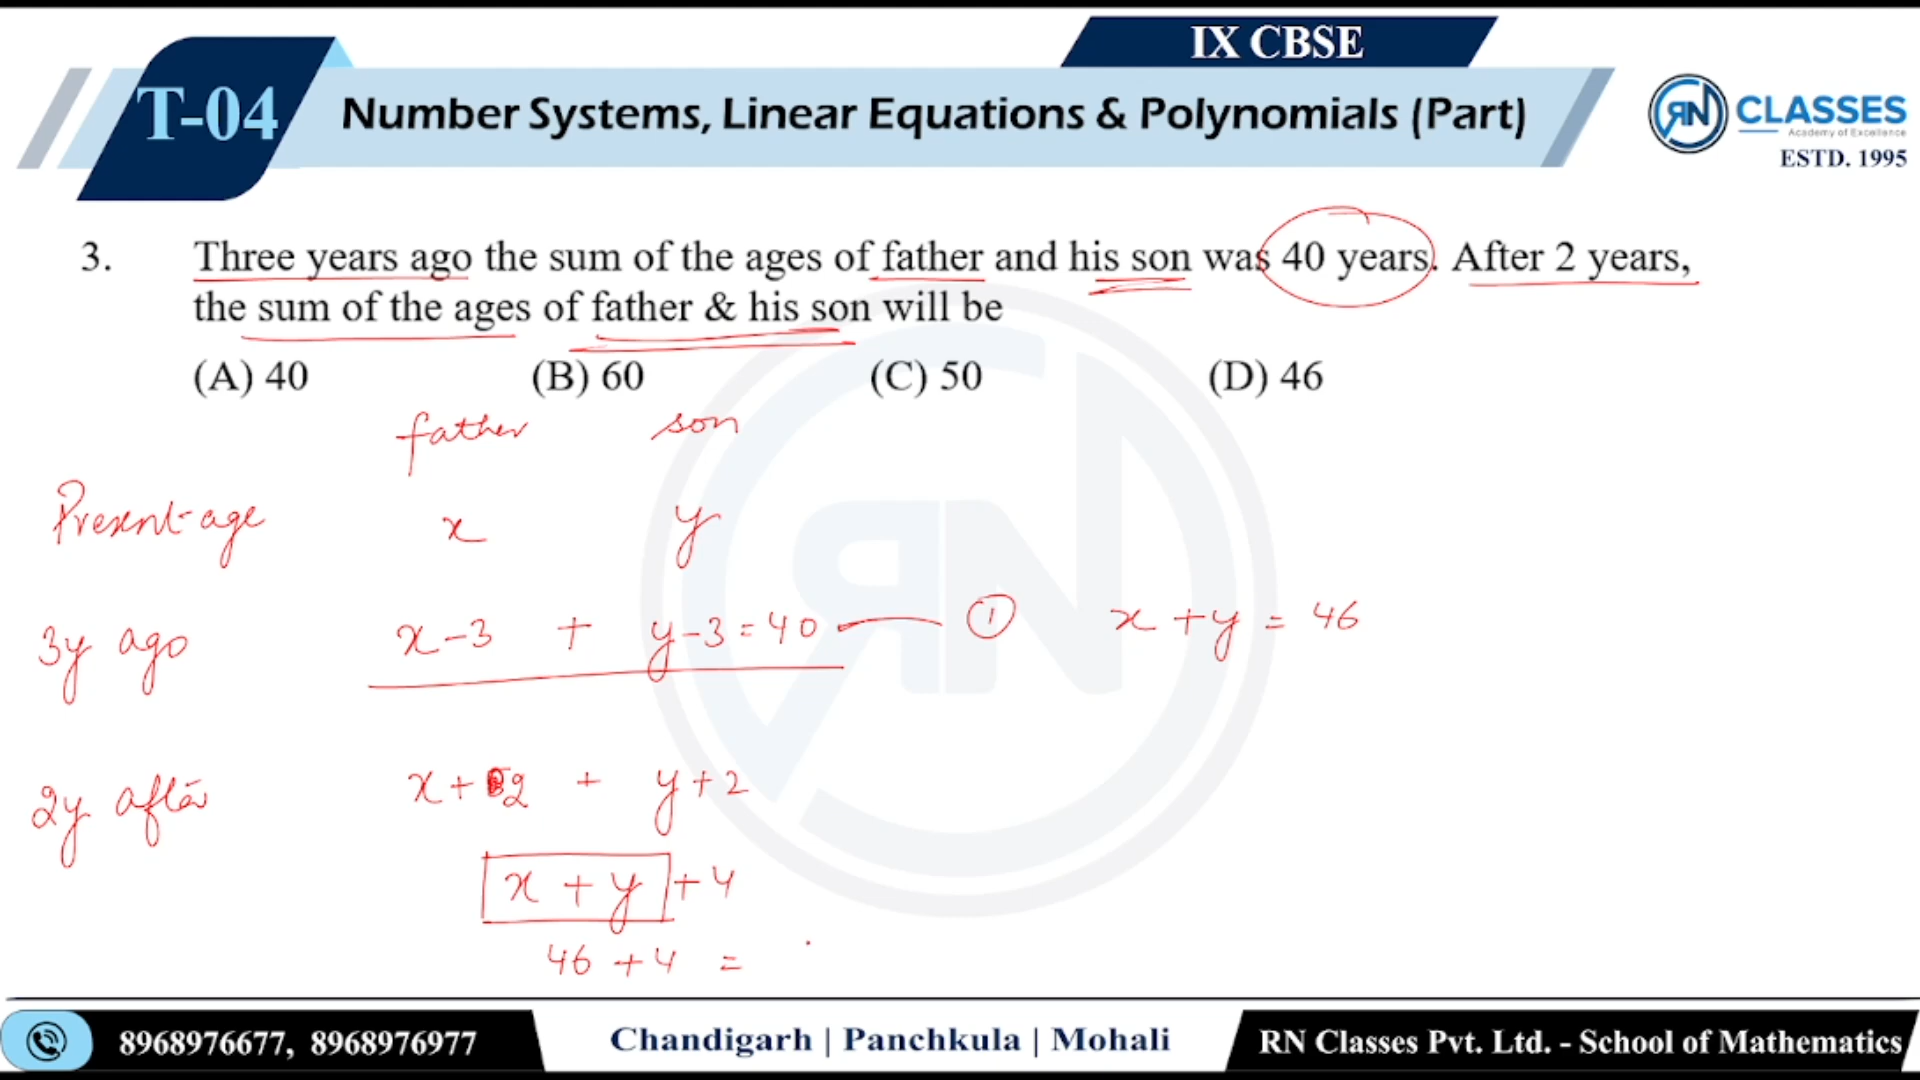 IX CBSE
T-04
Number Systems, Linear Equations & Polynomials (Part)
RN CLASSES
Academy of Excellence
ESTD. 1995
3. Three years ago the sum of the ages of father and his son was 40 years. After 2 years,
the sum of the ages of father & his son will be
(A) 40 (B) 60 (C) 50 (D) 46
father son
Present age x y
3y ago x-3 + y-3=40 ① x+y = 46
2y after x+2 + y+2
x+y +4
46+4 =
RN
8968976677, 8968976977
Chandigarh | Panchkula | Mohali
RN Classes Pvt. Ltd. - School of Mathematics